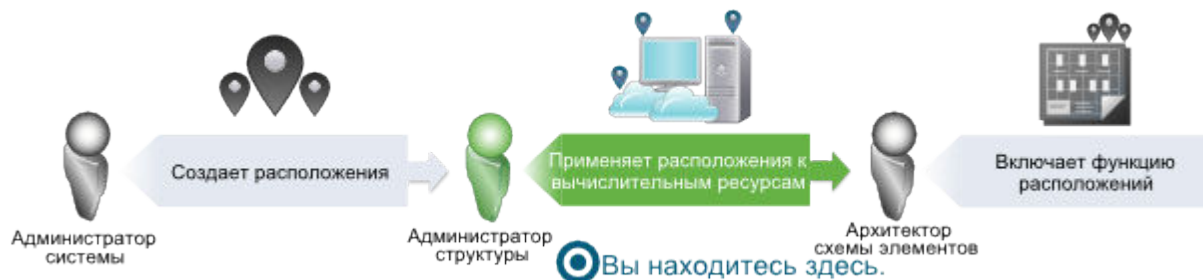 Создает расположения
Применяет расположения к
вычислительным ресурсам
Включает функцию
расположений
Администратор
системы
Администратор
структуры
Архитектор
схемы элементов
Вы находитесь здесь.